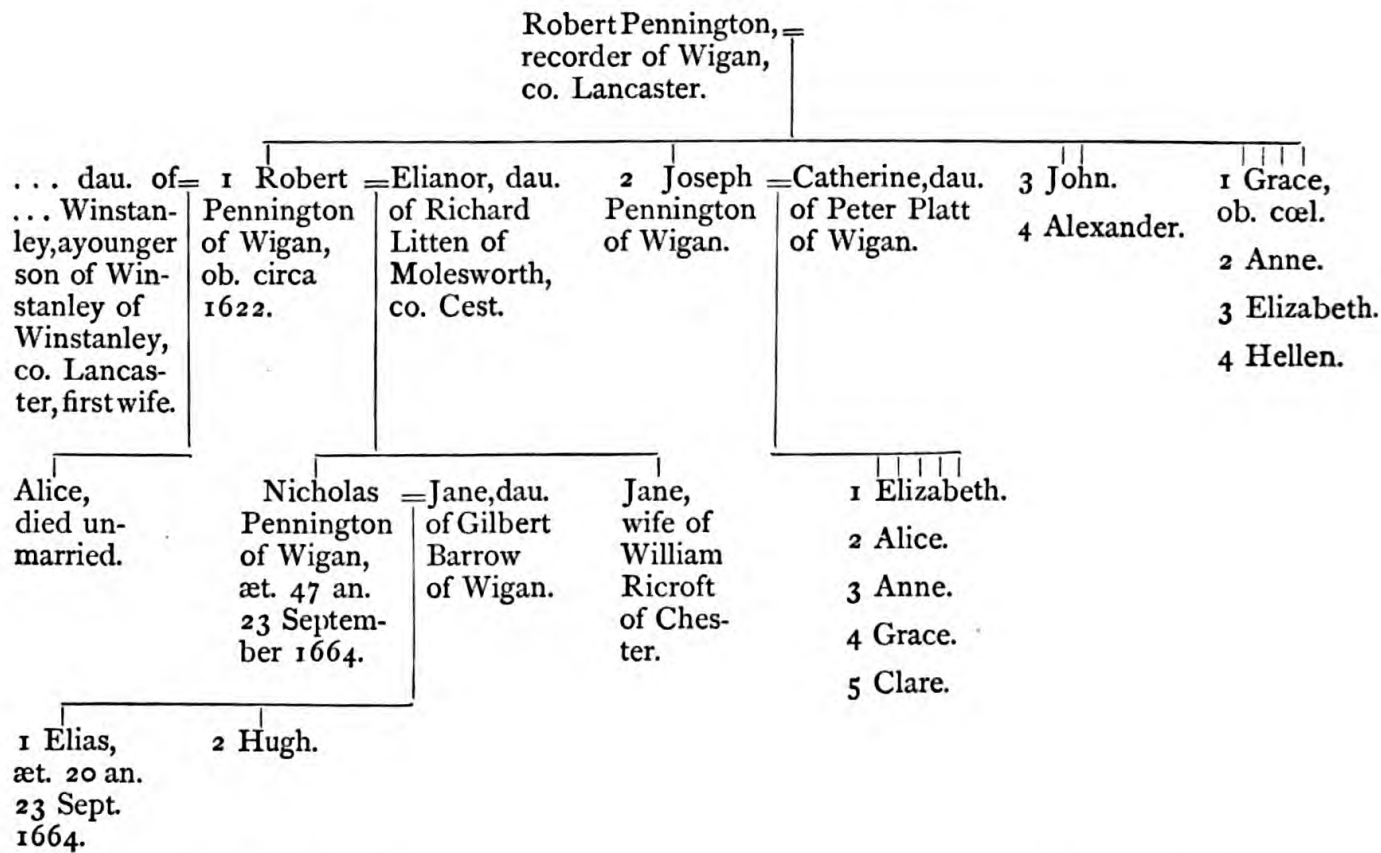 Robert Pennington, =
recorder of Wigan,
co. Lancaster.
. . . dau. of =
. . . Winstan-
ley, a younger
son of Win-
stanley of
Winstanley,
co. Lancas-
ter, first wife.
1 Robert
Pennington
of Wigan,
ob. circa
1622.
= Elianor, dau.
of Richard
Litten of
Molesworth,
co. Cest.
2 Joseph
Pennington
of Wigan.
= Catherine, dau.
of Peter Platt
of Wigan.
3 John.
4 Alexander.
1 Grace,
ob. cœl.
2 Anne.
3 Elizabeth.
4 Hellen.
Alice,
died un-
married.
Nicholas
Pennington
of Wigan,
æt. 47 an.
23 Septem-
ber 1664.
= Jane, dau.
of Gilbert
Barrow
of Wigan.
Jane,
wife of
William
Ricroft
of Ches-
ter.
1 Elizabeth.
2 Alice.
3 Anne.
4 Grace.
5 Clare.
1 Elias,
æt. 20 an.
23 Sept.
1664.
2 Hugh.